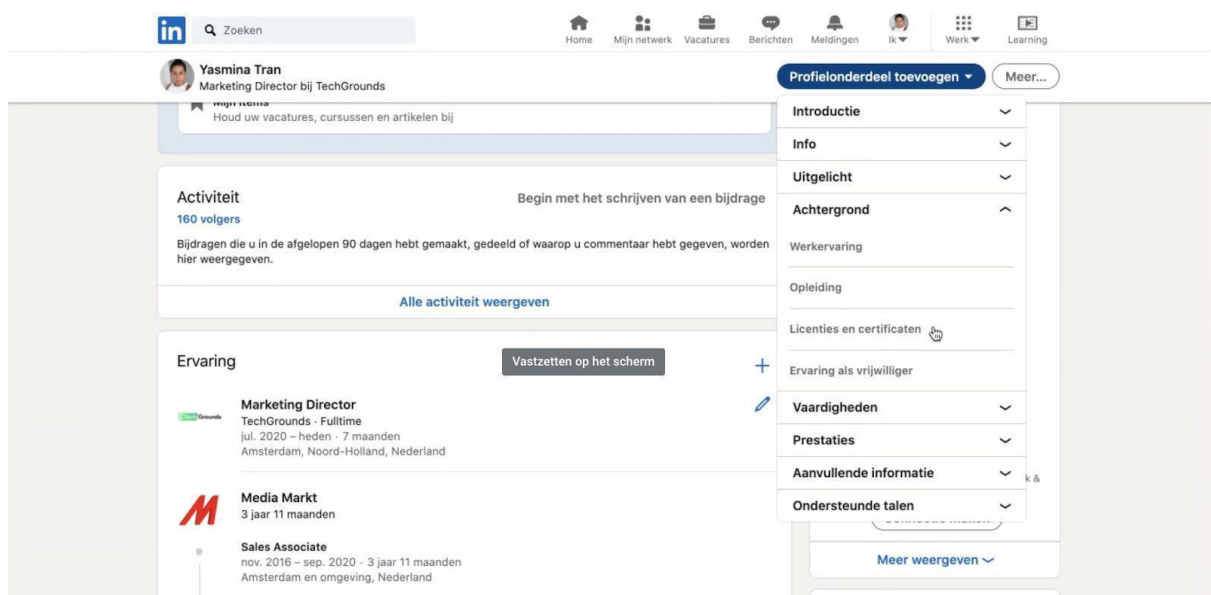 in
Zoeken
Home
Mijn netwerk
Vacatures
Berichten
Meldingen
Ik
Werk
Learning
Yasmina Tran
Marketing Director bij TechGrounds
Profielonderdeel toevoegen
Meer...
Mijn items
Houd uw vacatures, cursussen en artikelen bij
Activiteit
Begin met het schrijven van een bijdrage
160 volgers
Bijdragen die u in de afgelopen 90 dagen hebt gemaakt, gedeeld of waarop u commentaar hebt gegeven, worden
hier weergegeven.
Alle activiteit weergeven
Ervaring
Vastzetten op het scherm
Marketing Director
TechGrounds · Fulltime
jul. 2020 – heden · 7 maanden
Amsterdam, Noord-Holland, Nederland
Media Markt
3 jaar 11 maanden
Sales Associate
nov. 2016 – sep. 2020 · 3 jaar 11 maanden
Amsterdam en omgeving, Nederland
Introductie
Info
Uitgelicht
Achtergrond
Werkervaring
Opleiding
Licenties en certificaten
Ervaring als vrijwilliger
Vaardigheden
Prestaties
Aanvullende informatie
Ondersteunde talen
k &
Meer weergeven